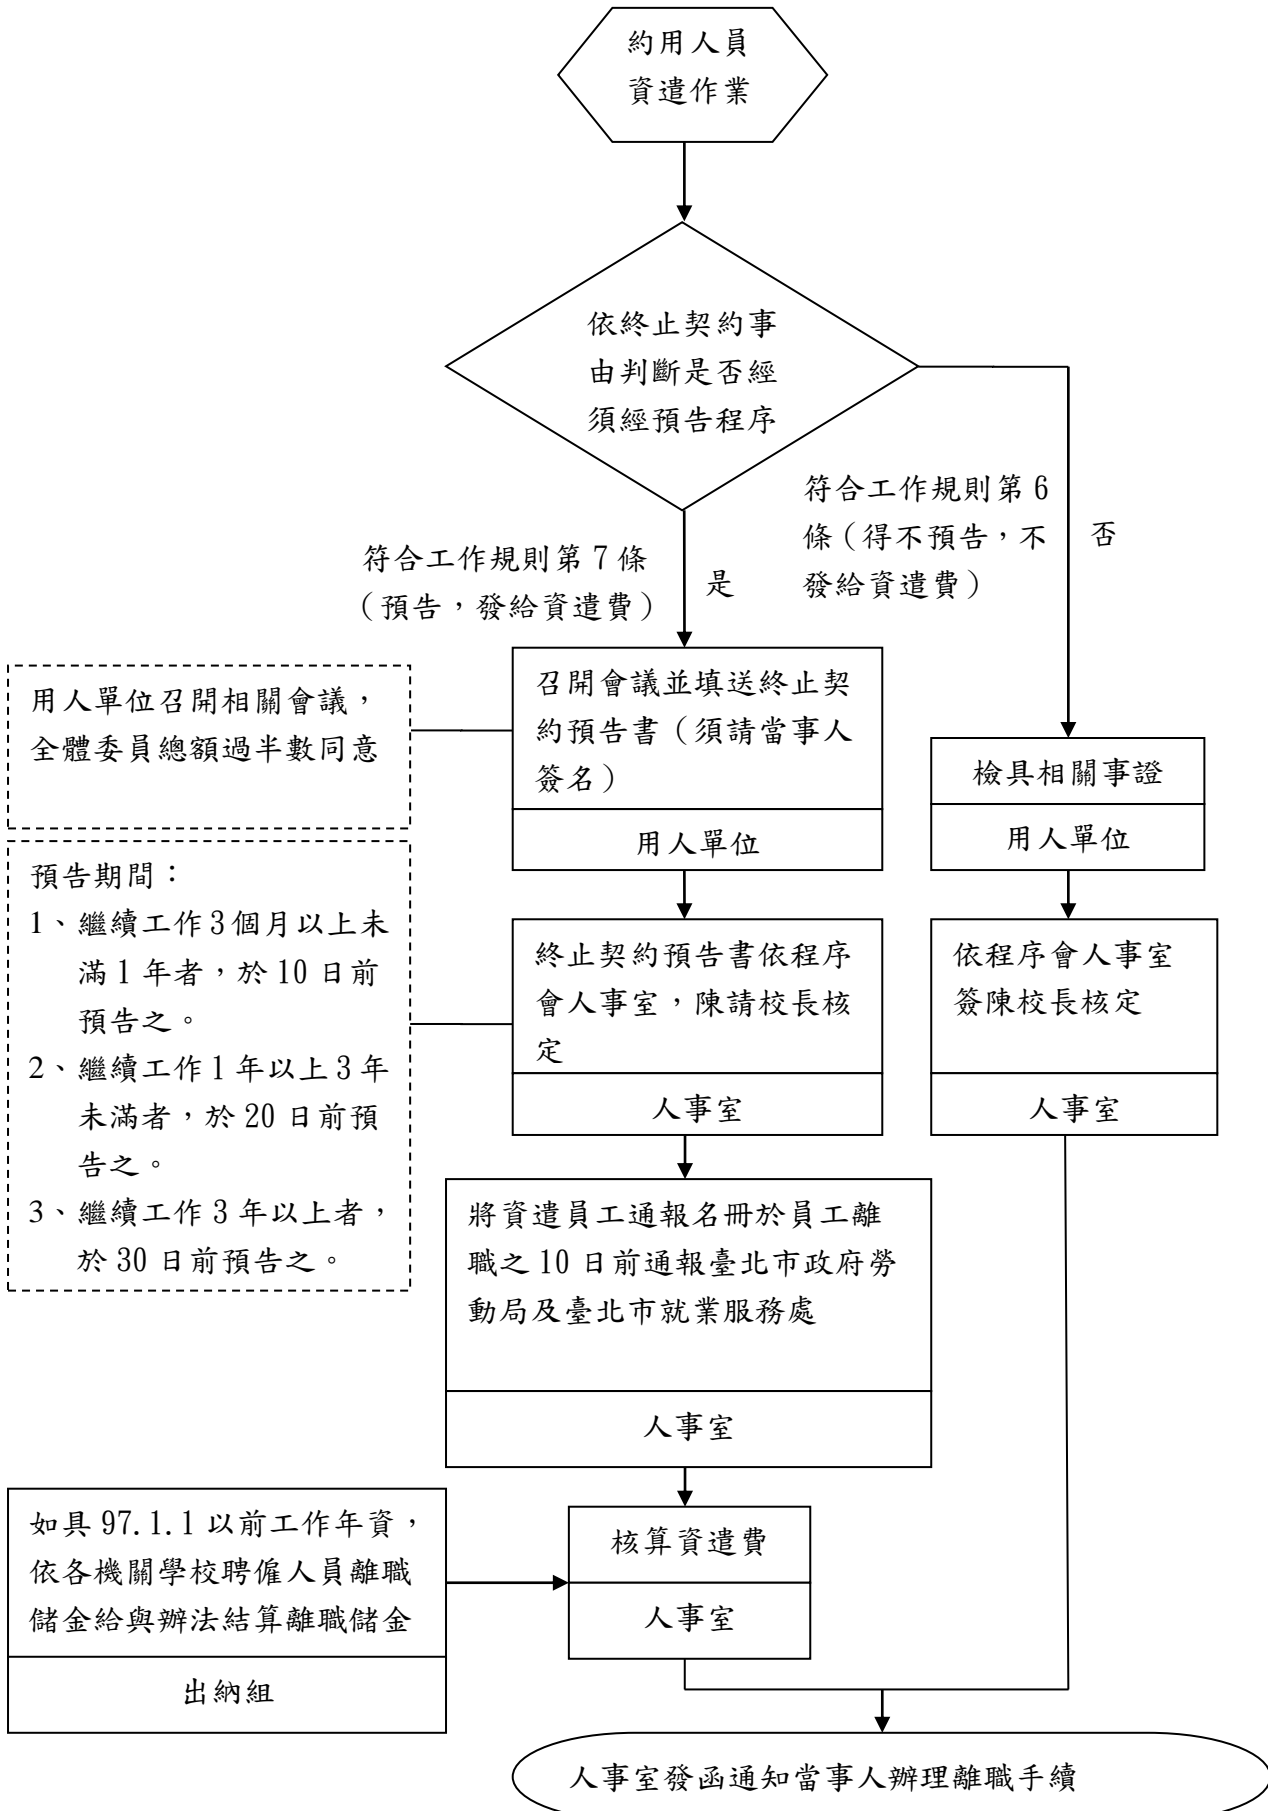 約用人員
資遣作業
依終止契約事
由判斷是否經
須經預告程序
符合工作規則第 6
條（得不預告，不
發給資遣費）
否
符合工作規則第 7 條
（預告，發給資遣費）
是
用人單位召開相關會議，
全體委員總額過半數同意
召開會議並填送終止契
約預告書（須請當事人
簽名）
用人單位
檢具相關事證
用人單位
預告期間：
1、繼續工作 3 個月以上未
滿 1 年者，於 10 日前
預告之。
2、繼續工作 1 年以上 3 年
未滿者，於 20 日前預
告之。
3、繼續工作 3 年以上者，
於 30 日前預告之。
終止契約預告書依程序
會人事室，陳請校長核
定
人事室
依程序會人事室
簽陳校長核定
人事室
將資遣員工通報名冊於員工離
職之 10 日前通報臺北市政府勞
動局及臺北市就業服務處
人事室
如具 97.1.1 以前工作年資，
依各機關學校聘僱人員離職
儲金給與辦法結算離職儲金
出納組
核算資遣費
人事室
人事室發函通知當事人辦理離職手續